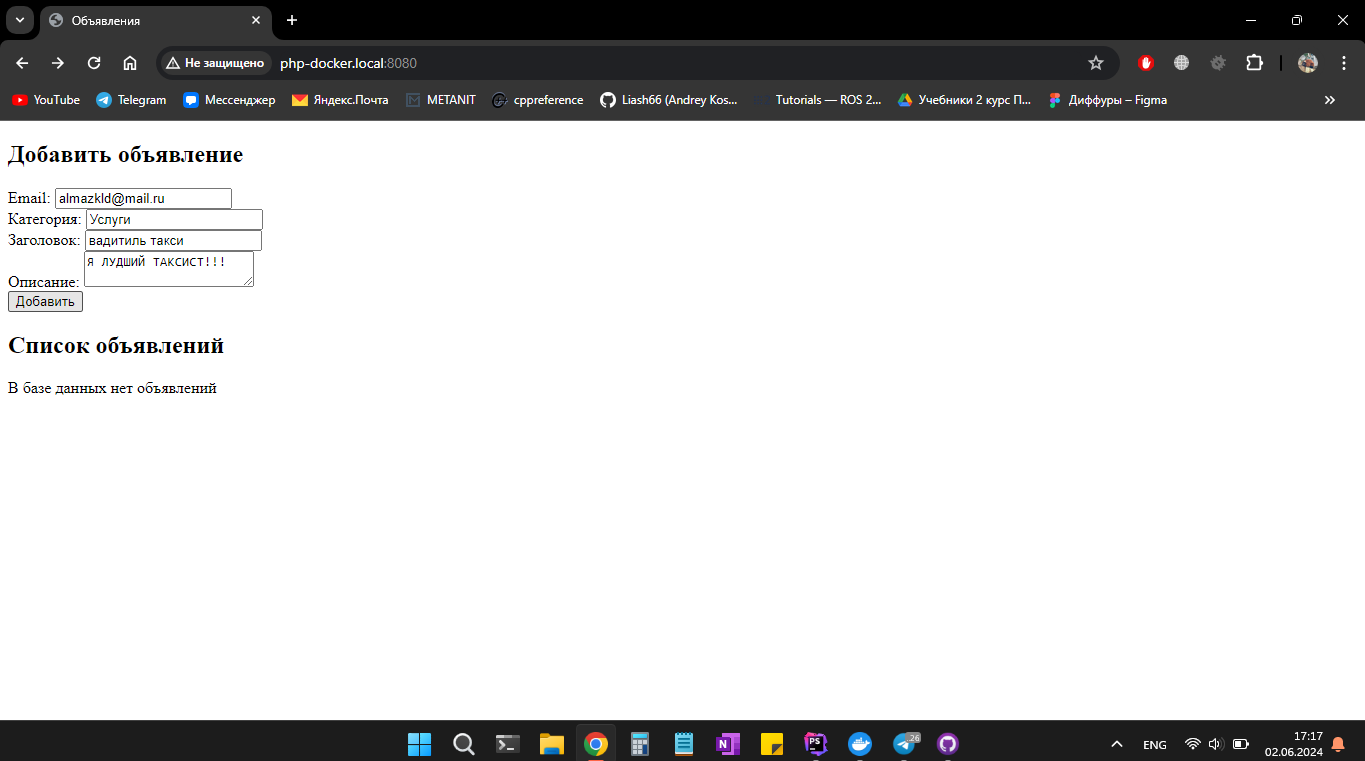 Объявления
Не защищено php-docker.local:8080
YouTube Telegram Мессенджер Яндекс.Почта METANIT cppreference Liash66 (Andrey Kos... Tutorials — ROS 2... Учебники 2 курс П... Диффуры – Figma
Добавить объявление
Email: almazkld@mail.ru
Категория: Услуги
Заголовок: вадитиль такси
Описание: Я ЛУДШИЙ ТАКСИСТ!!!
Добавить
Список объявлений
В базе данных нет объявлений
PS 26 ENG 17:17
02.06.2024